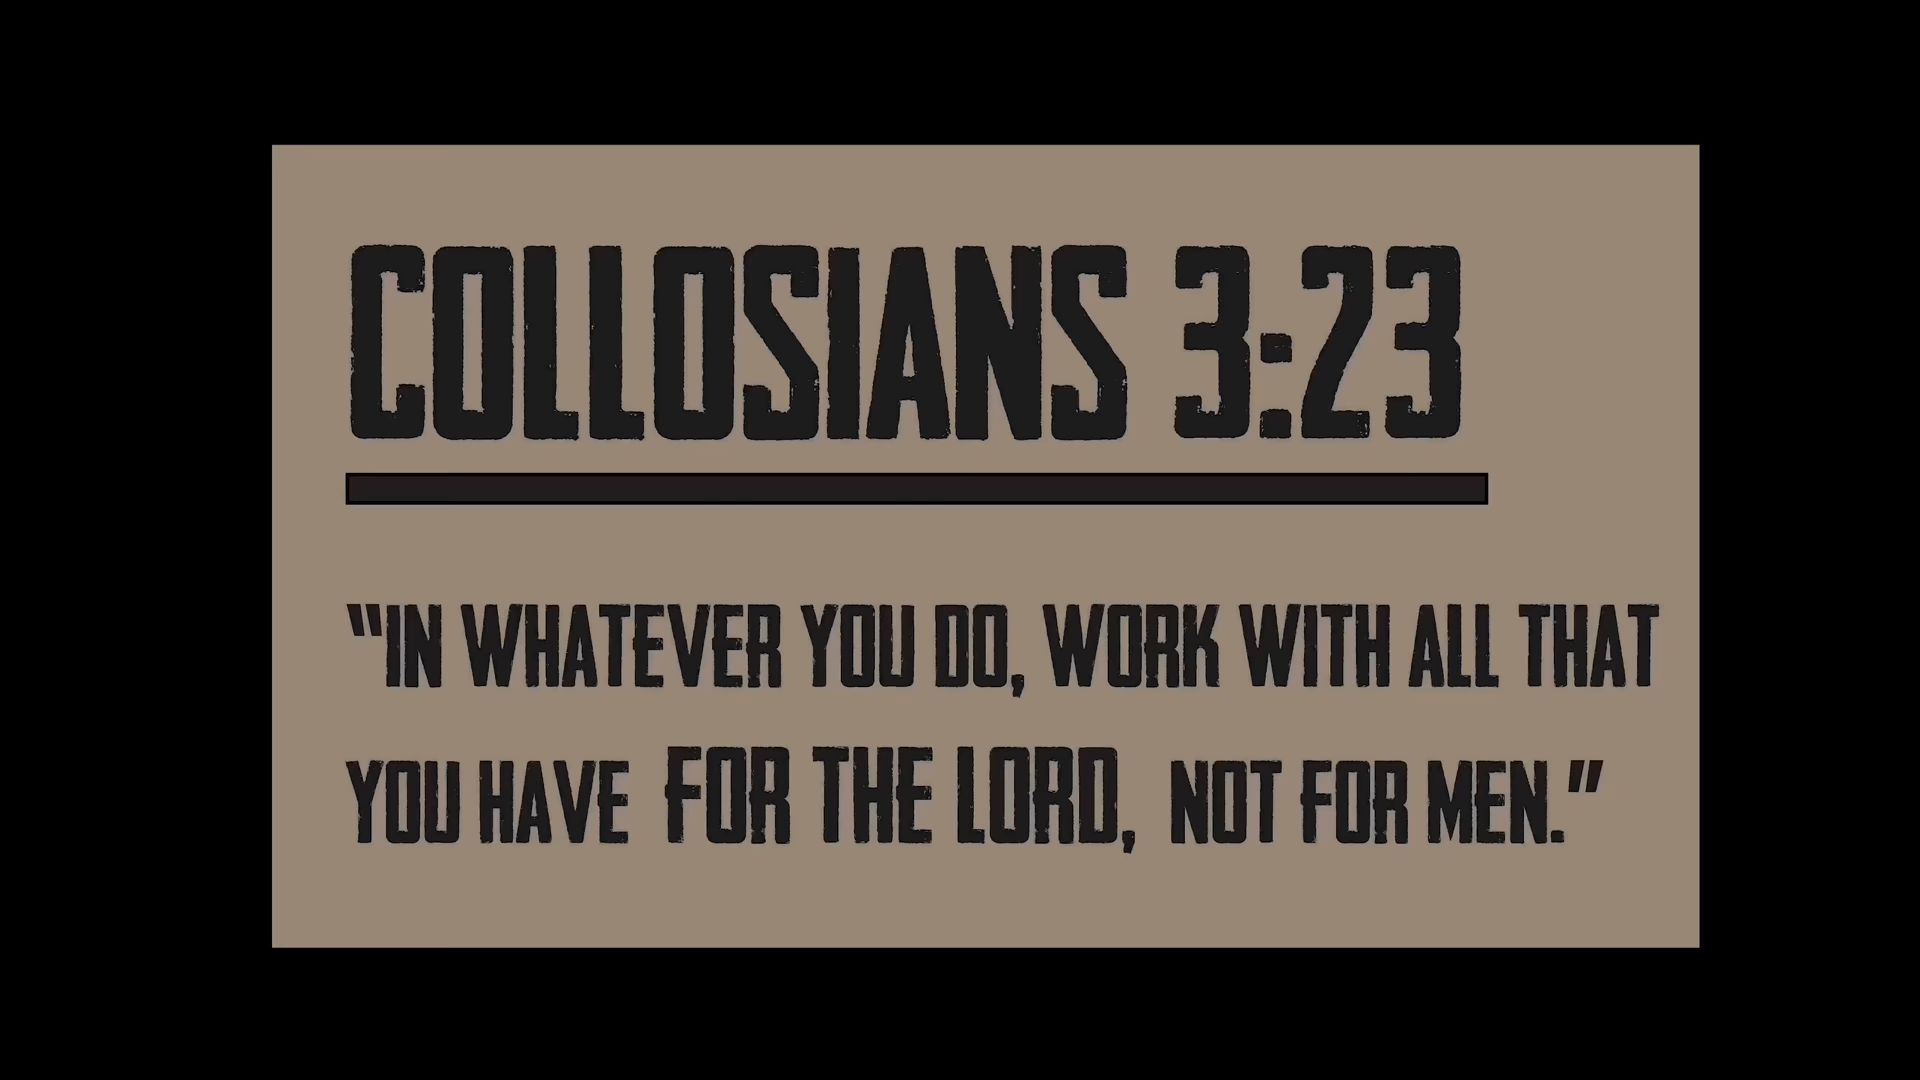 COLLOSIANS 3:23
“IN WHATEVER YOU DO, WORK WITH ALL THAT
YOU HAVE FOR THE LORD, NOT FOR MEN.”